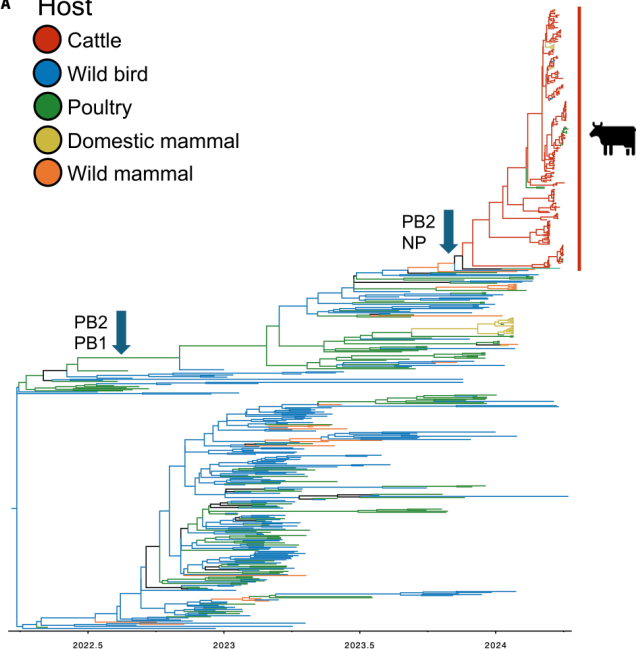 A
Host
Cattle
Wild bird
Poultry
Domestic mammal
Wild mammal
PB2
NP
PB2
PB1
2022.5 2023 2023.5 2024